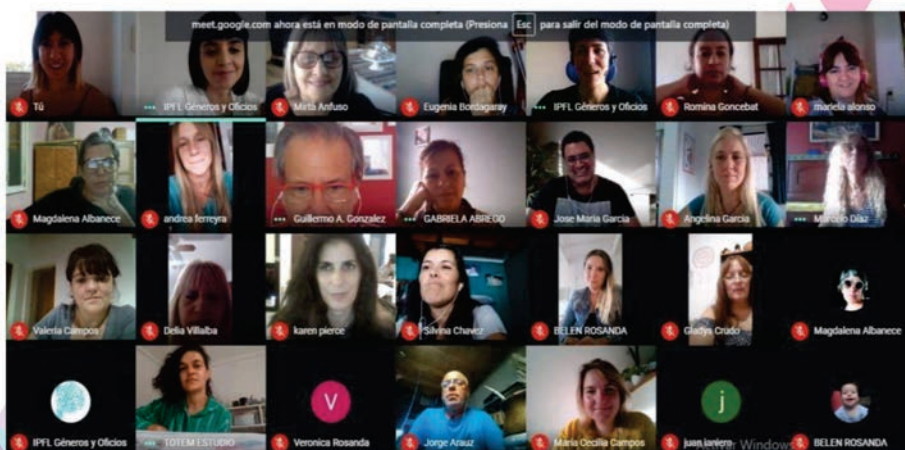 meet.google.com ahora está en modo de pantalla completa (Presiona Esc para salir del modo de pantalla completa)
Tú
IPFL Géneros y Oficios
Mirta Anfuso
Eugenia Bordagaray
IPFL Géneros y Oficios
Romina Goncebat
mariela alonso
Magdalena Albanece
andrea ferreyra
Guillermo A. Gonzalez
GABRIELA ABREGO
Jose Maria Garcia
Angelina Garcia
Marcelo Díaz
Valeria Campos
Delia Villalba
karen pierce
Silvina Chavez
BELEN ROSANDA
Gladys Crudo
Magdalena Albanece
V
j
IPFL Géneros y Oficios
TOTEM ESTUDIO
Veronica Rosanda
Jorge Arauz
Maria Cecilia Campos
juan janiero
BELEN ROSANDA
Activar Windows